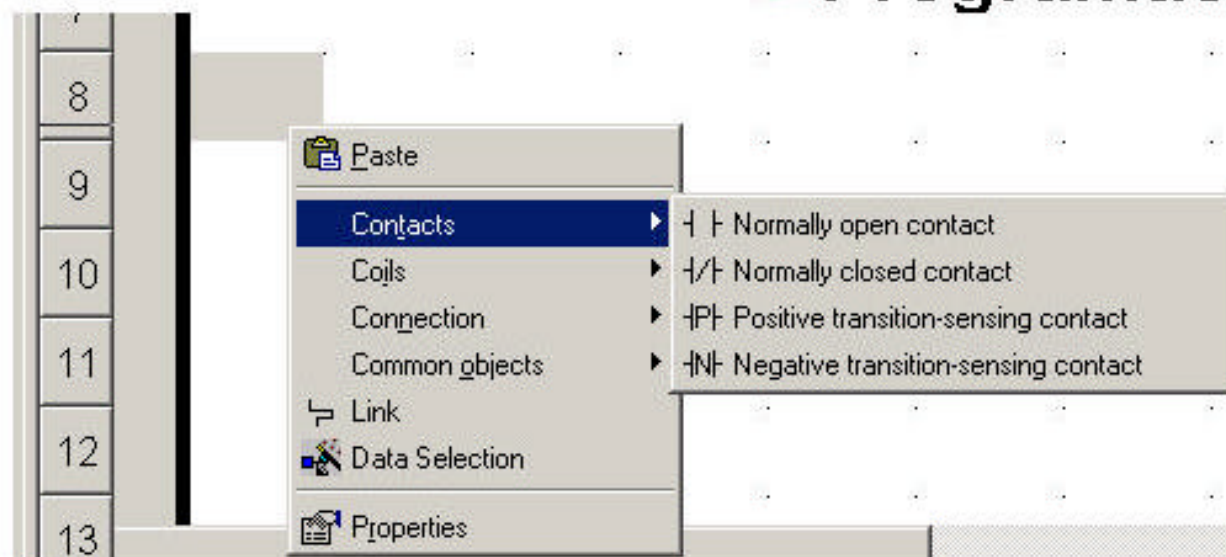 7
8
9
10
11
12
13
Paste
Contacts
Coils
Connection
Common objects
Link
Data Selection
Properties
Normally open contact
Normally closed contact
P Positive transition-sensing contact
N Negative transition-sensing contact